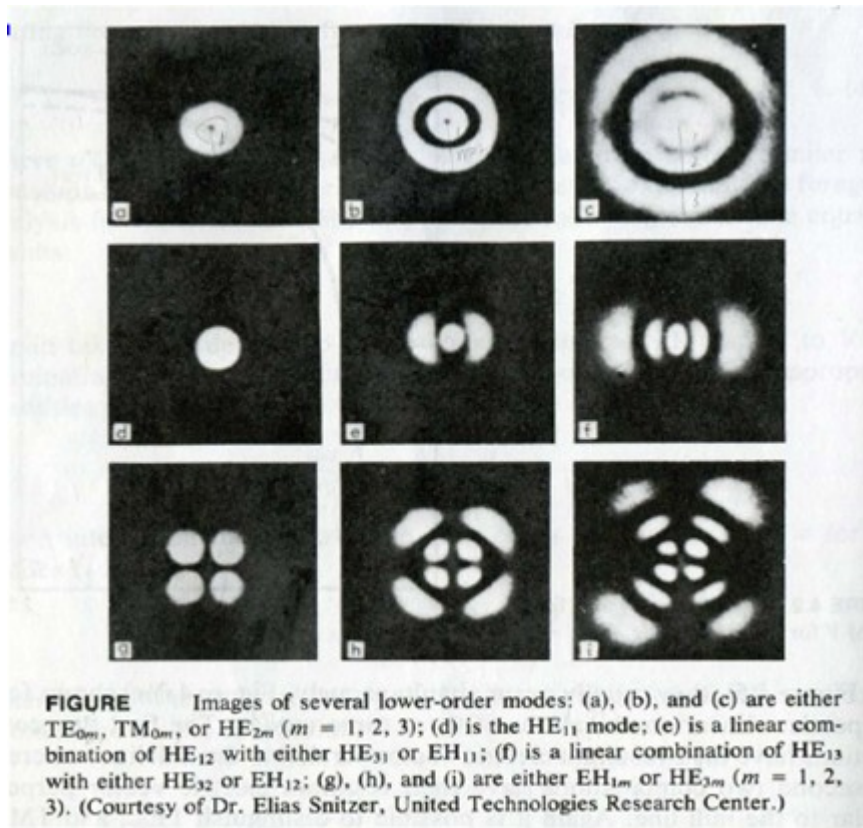 a
b
c
d
e
f
g
h
i
FIGURE Images of several lower-order modes: (a), (b), and (c) are either
TE0m, TM0m, or HE2m (m = 1, 2, 3); (d) is the HE11 mode; (e) is a linear com-
bination of HE12 with either HE31 or EH11; (f) is a linear combination of HE13
with either HE32 or EH12; (g), (h), and (i) are either EH1m or HE3m (m = 1, 2,
3). (Courtesy of Dr. Elias Snitzer, United Technologies Research Center.)